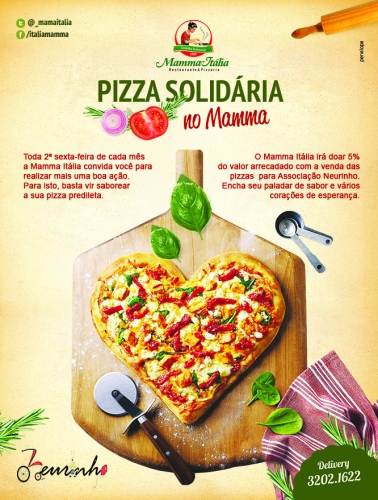 @_mamaitalia
/italiamamma
Mamma Itália
Restaurante & Pizzaria
penélope
PIZZA SOLIDÁRIA
no Mamma
Toda 2ª sexta-feira de cada mês
a Mamma Itália convida você para
realizar mais uma boa ação.
Para isto, basta vir saborear
a sua pizza predileta.
O Mamma Itália irá doar 5%
do valor arrecadado com a venda das
pizzas para Associação Neurinho.
Encha seu paladar de sabor e vários
corações de esperança.
Neurinho
Delivery
3202.1622